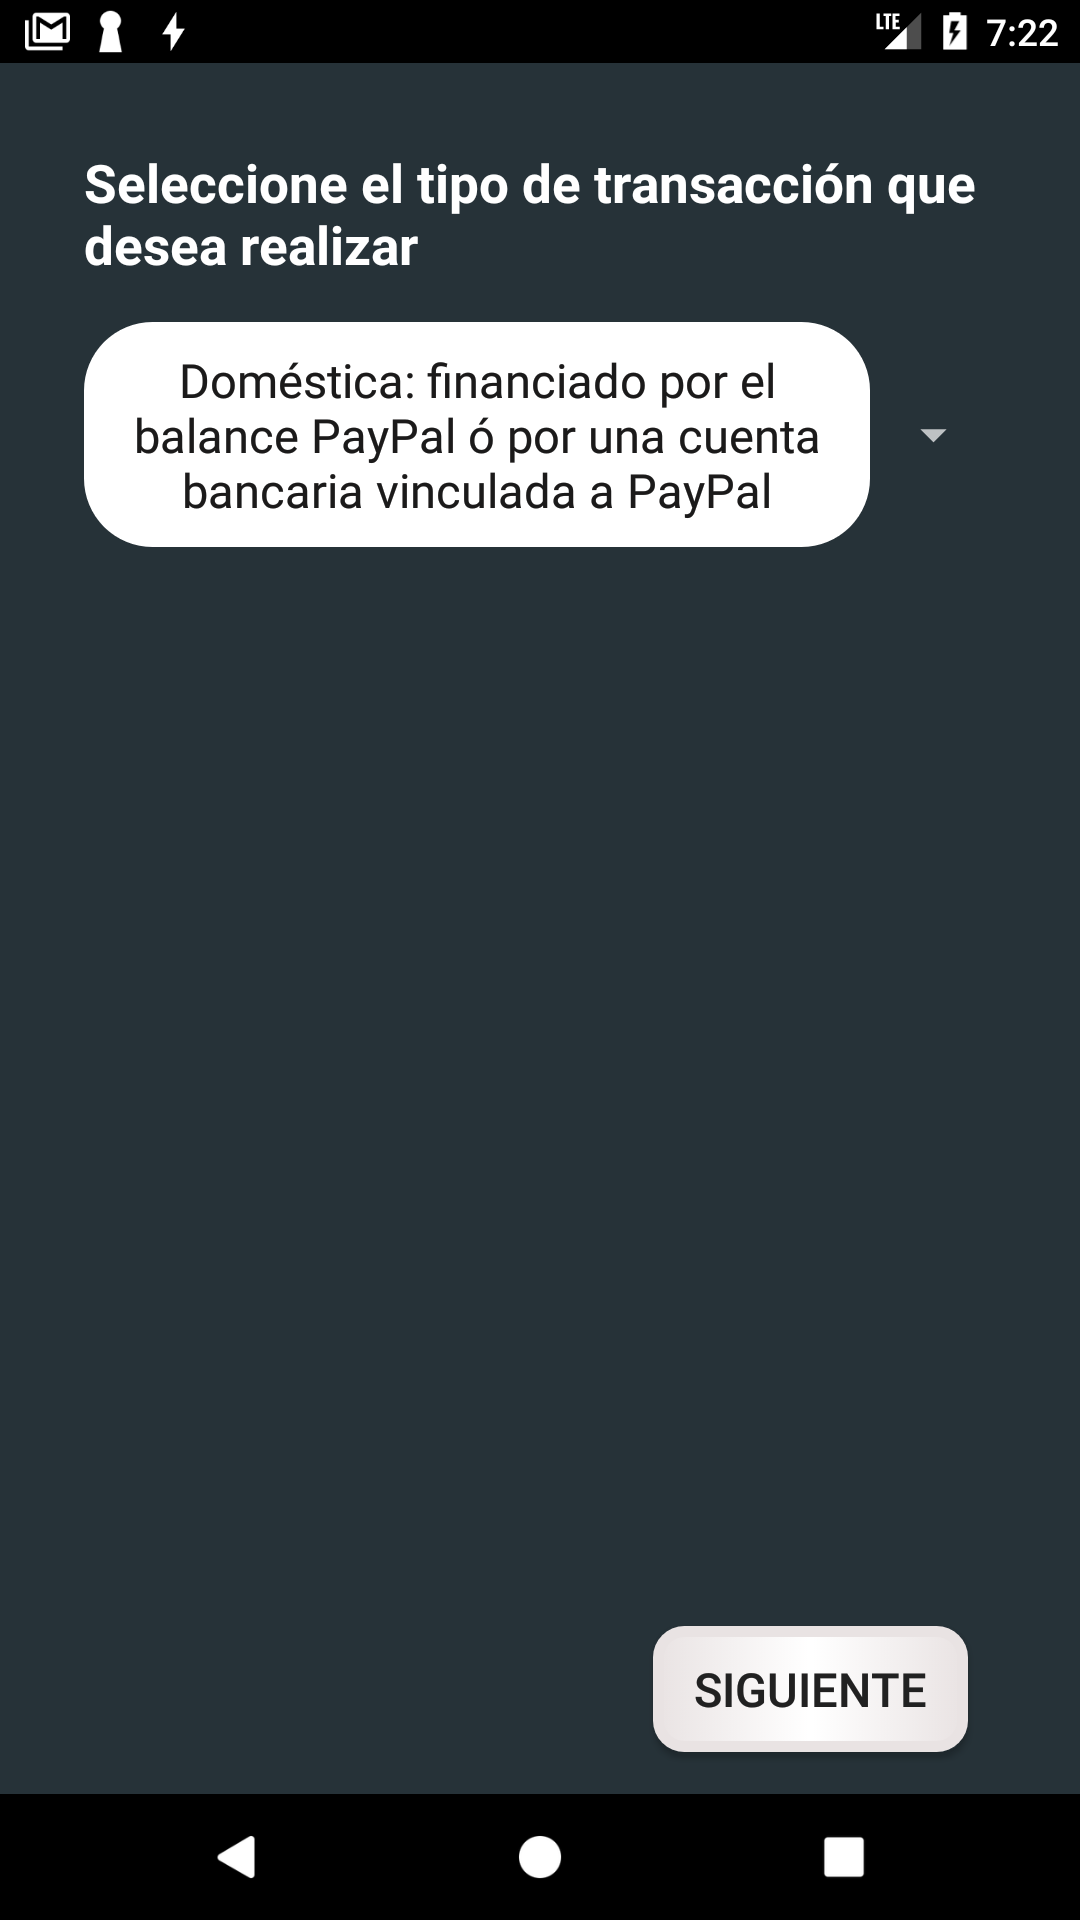 LTE 7:22
Seleccione el tipo de transacción que
desea realizar
Doméstica: financiado por el
balance PayPal ó por una cuenta
bancaria vinculada a PayPal
SIGUIENTE